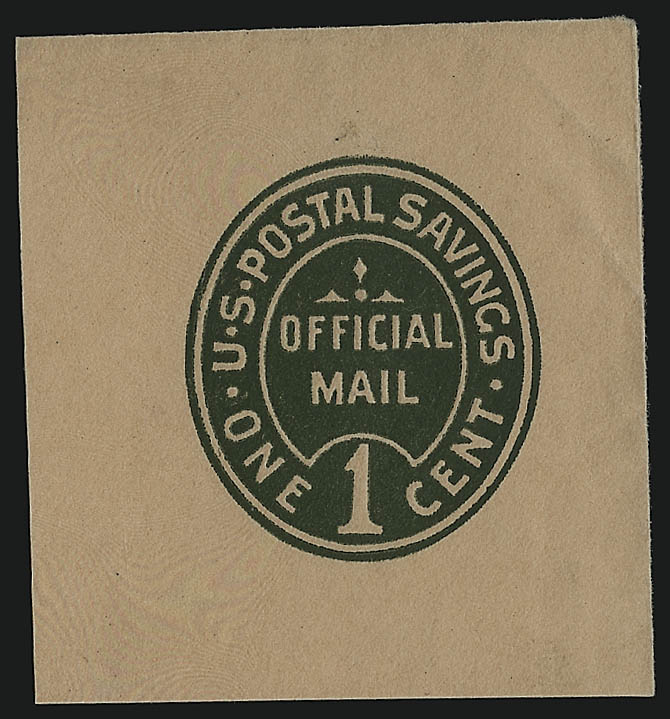 U·S·POSTAL SAVINGS·
OFFICIAL
MAIL
·ONE 1 CENT·